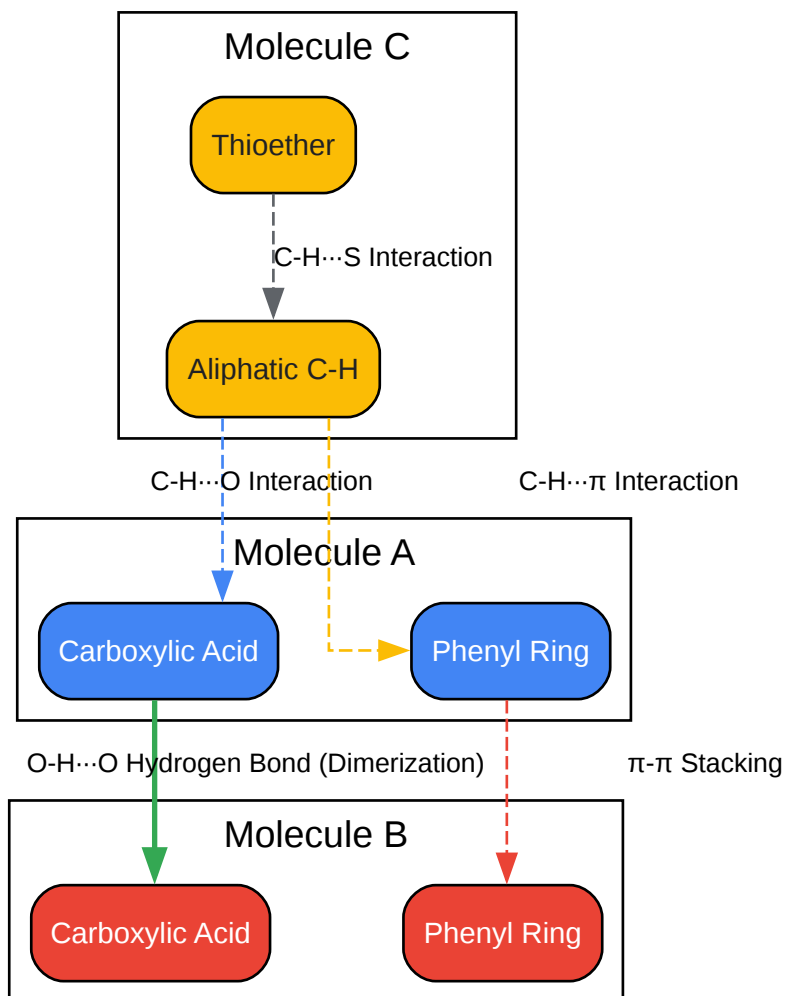 Molecule C
Thioether
C-H···S Interaction
Aliphatic C-H
C-H···O Interaction
C-H···π Interaction
Molecule A
Carboxylic Acid
Phenyl Ring
O-H···O Hydrogen Bond (Dimerization)
π-π Stacking
Molecule B
Carboxylic Acid
Phenyl Ring